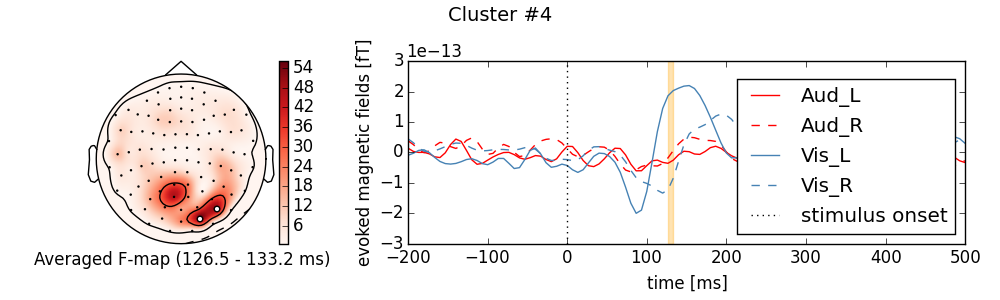 Cluster #4
54
48
42
36
30
24
18
12
6
Averaged F-map (126.5 - 133.2 ms)
1e−13
evoked magnetic fields [fT]
3
2
1
0
−1
−2
−3
−200 −100 0 100 200 300 400 500
time [ms]
Aud_L
Aud_R
Vis_L
Vis_R
stimulus onset